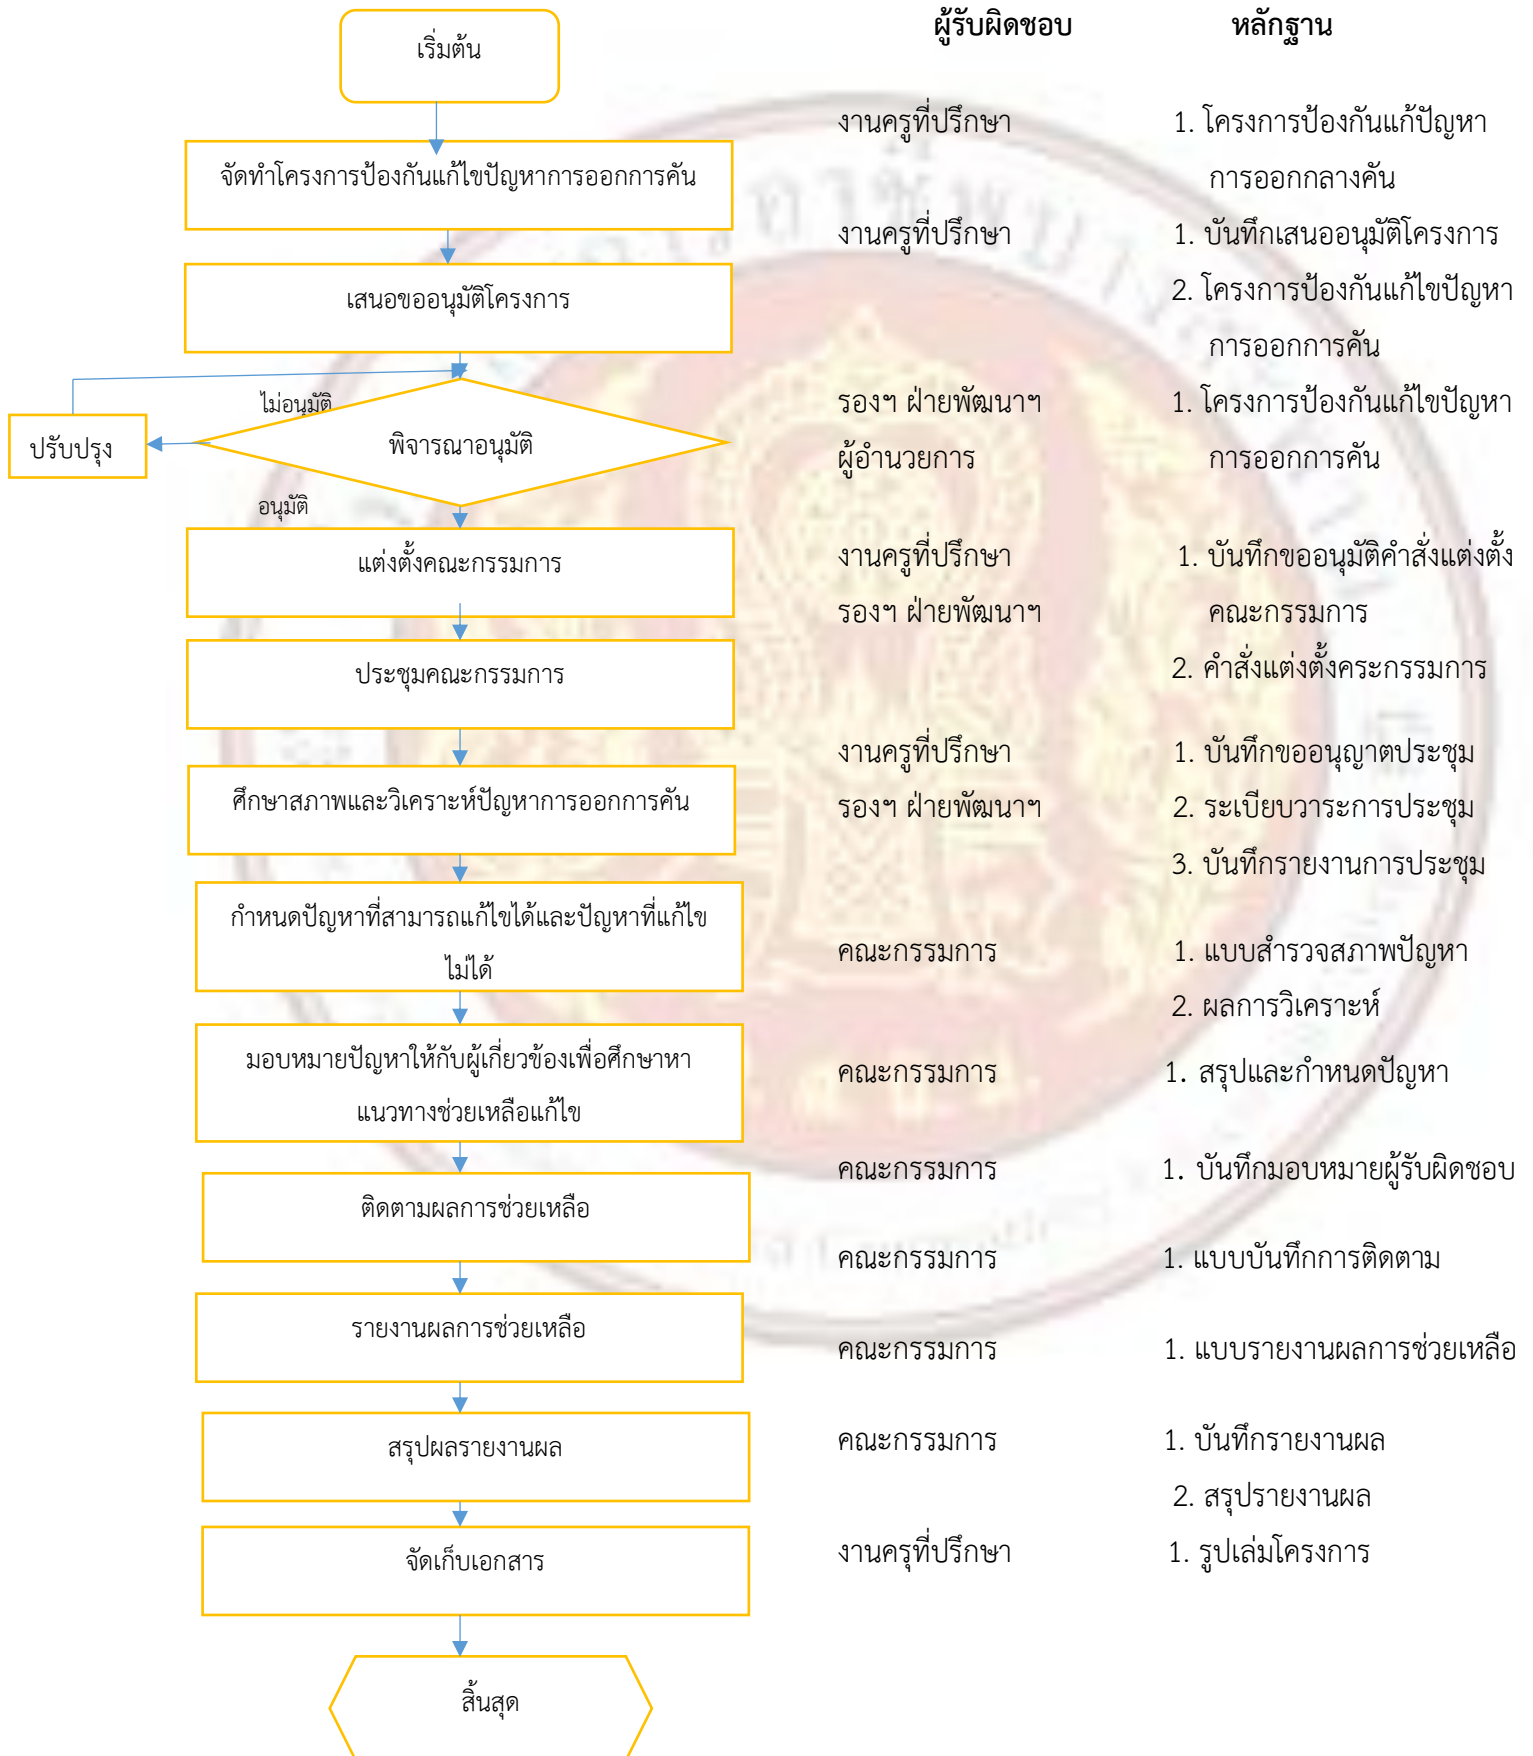 ผู้รับผิดชอบ หลักฐาน
เริ่มต้น
งานครูที่ปรึกษา 1. โครงการป้องกันแก้ปัญหา
จัดทำโครงการป้องกันแก้ไขปัญหาการออกการคัน การออกกลางคัน
งานครูที่ปรึกษา 1. บันทึกเสนออนุมัติโครงการ
เสนอขออนุมัติโครงการ 2. โครงการป้องกันแก้ไขปัญหา
การออกการคัน
ไม่อนุมัติ รองฯ ฝ่ายพัฒนาฯ 1. โครงการป้องกันแก้ไขปัญหา
ปรับปรุง พิจารณาอนุมัติ ผู้อำนวยการ การออกการคัน
อนุมัติ
แต่งตั้งคณะกรรมการ งานครูที่ปรึกษา 1. บันทึกขออนุมัติคำสั่งแต่งตั้ง
รองฯ ฝ่ายพัฒนาฯ คณะกรรมการ
ประชุมคณะกรรมการ 2. คำสั่งแต่งตั้งคระกรรมการ
งานครูที่ปรึกษา 1. บันทึกขออนุญาตประชุม
ศึกษาสภาพและวิเคราะห์ปัญหาการออกการคัน รองฯ ฝ่ายพัฒนาฯ 2. ระเบียบวาระการประชุม
3. บันทึกรายงานการประชุม
กำหนดปัญหาที่สามารถแก้ไขได้และปัญหาที่แก้ไข
ไม่ได้ คณะกรรมการ 1. แบบสำรวจสภาพปัญหา
2. ผลการวิเคราะห์
มอบหมายปัญหาให้กับผู้เกี่ยวข้องเพื่อศึกษาหา คณะกรรมการ 1. สรุปและกำหนดปัญหา
แนวทางช่วยเหลือแก้ไข
คณะกรรมการ 1. บันทึกมอบหมายผู้รับผิดชอบ
ติดตามผลการช่วยเหลือ
คณะกรรมการ 1. แบบบันทึกการติดตาม
รายงานผลการช่วยเหลือ
คณะกรรมการ 1. แบบรายงานผลการช่วยเหลือ
สรุปผลรายงานผล คณะกรรมการ 1. บันทึกรายงานผล
2. สรุปรายงานผล
จัดเก็บเอกสาร งานครุที่ปรึกษา 1. รูปเล่มโครงการ
สิ้นสุด